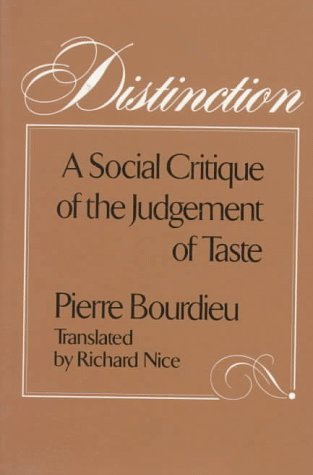 Distinction
A Social Critique
of the Judgement
of Taste
Pierre Bourdieu
Translated
by Richard Nice